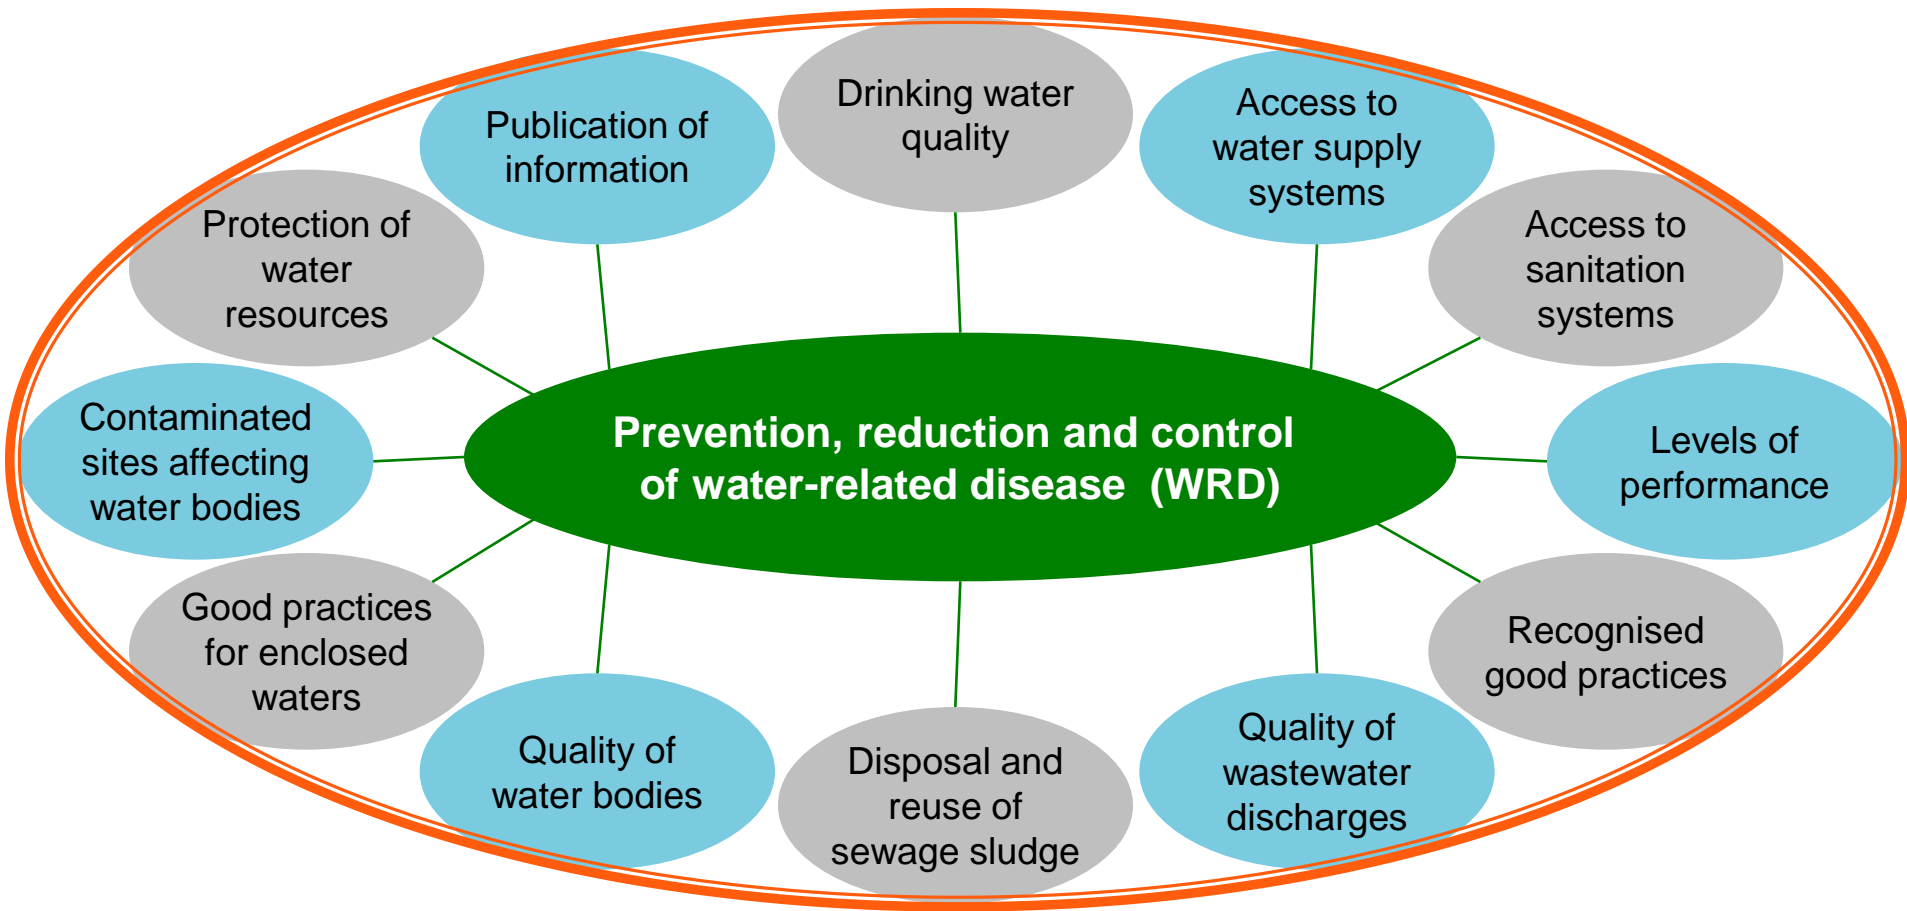 Drinking water
quality
Access to
water supply
systems
Access to
sanitation
systems
Levels of
performance
Recognised
good practices
Quality of
wastewater
discharges
Disposal and
reuse of
sewage sludge
Quality of
water bodies
Good practices
for enclosed
waters
Contaminated
sites affecting
water bodies
Protection of
water
resources
Publication of
information
Prevention, reduction and control
of water-related disease  (WRD)